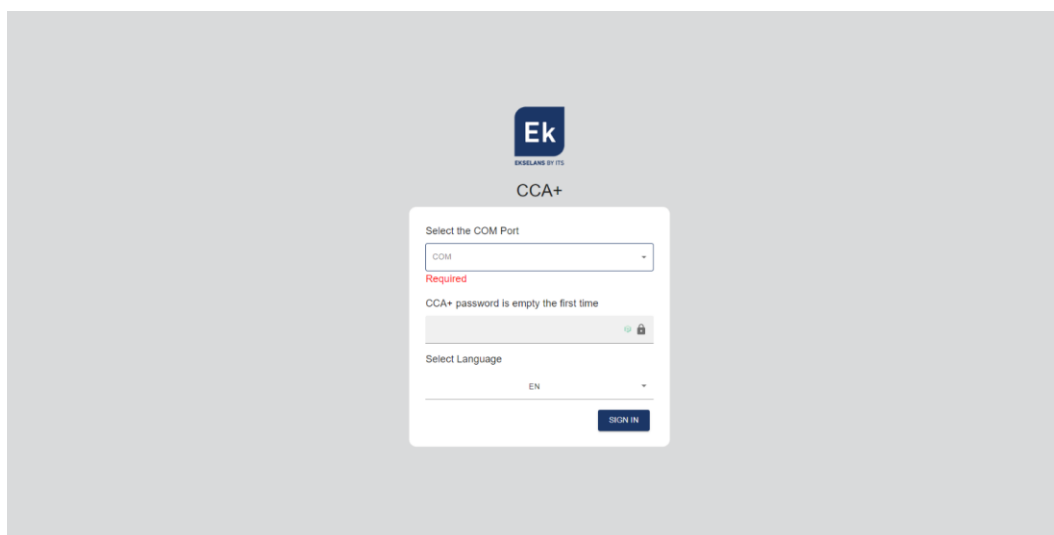 Ek
EKSELANS BY ITS
CCA+
Select the COM Port
COM
Required
CCA+ password is empty the first time
Select Language
EN
SIGN IN